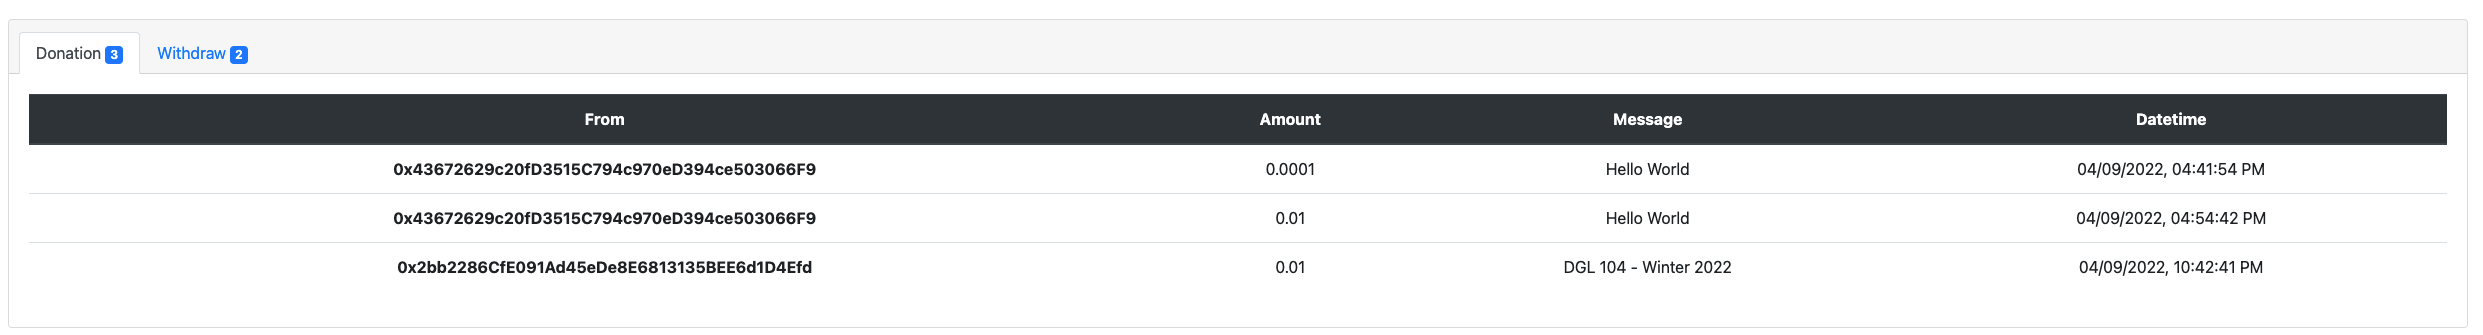 Donation 3 Withdraw 2
From Amount Message Datetime
0x43672629c20fD3515C794c970eD394ce503066F9 0.0001 Hello World 04/09/2022, 04:41:54 PM
0x43672629c20fD3515C794c970eD394ce503066F9 0.01 Hello World 04/09/2022, 04:54:42 PM
0x2bb2286CfE091Ad45eDe8E6813135BEE6d1D4Efd 0.01 DGL 104 - Winter 2022 04/09/2022, 10:42:41 PM